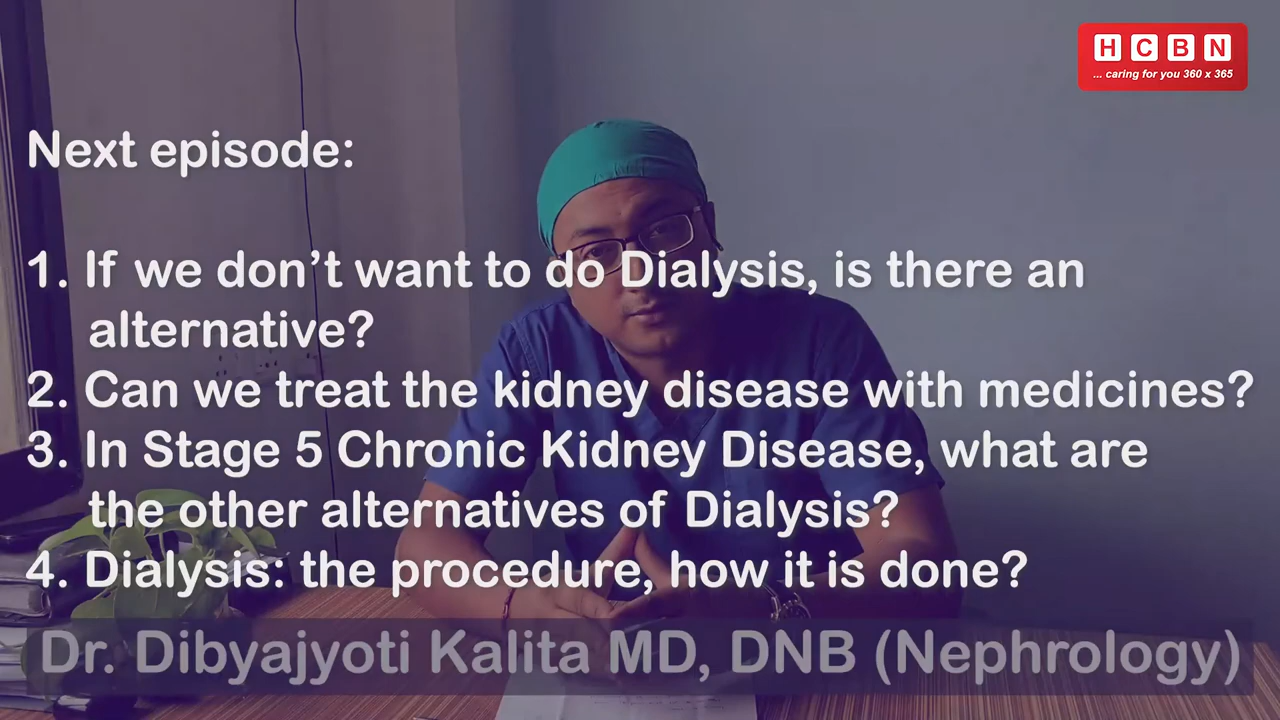 HCBN
... caring for you 360 x 365
Next episode:
1. If we don’t want to do Dialysis, is there an
alternative?
2. Can we treat the kidney disease with medicines?
3. In Stage 5 Chronic Kidney Disease, what are
the other alternatives of Dialysis?
4. Dialysis: the procedure, how it is done?
Dr. Dibyajyoti Kalita MD, DNB (Nephrology)